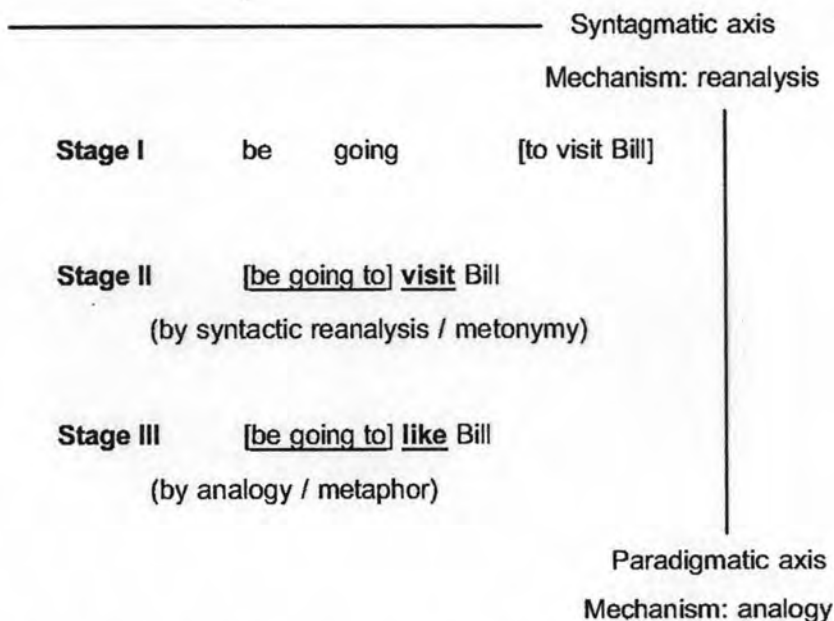 Syntagmatic axis
Mechanism: reanalysis
Stage I be going [to visit Bill]
Stage II [be going to] visit Bill
(by syntactic reanalysis / metonymy)
Stage III [be going to] like Bill
(by analogy / metaphor)
Paradigmatic axis
Mechanism: analogy